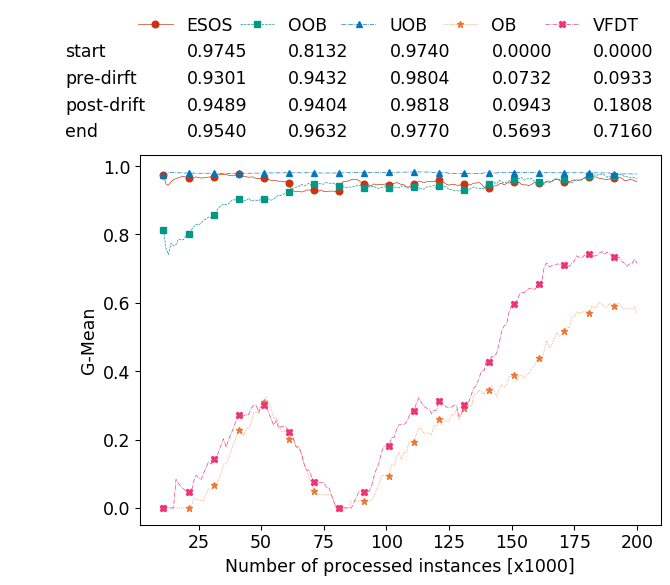 ESOS OOB UOB OB VFDT
start 0.9745 0.8132 0.9740 0.0000 0.0000
pre-dirft 0.9301 0.9432 0.9804 0.0732 0.0933
post-drift 0.9489 0.9404 0.9818 0.0943 0.1808
end 0.9540 0.9632 0.9770 0.5693 0.7160
1.0
0.8
0.6
0.4
0.2
0.0
G-Mean
25 50 75 100 125 150 175 200
Number of processed instances [x1000]